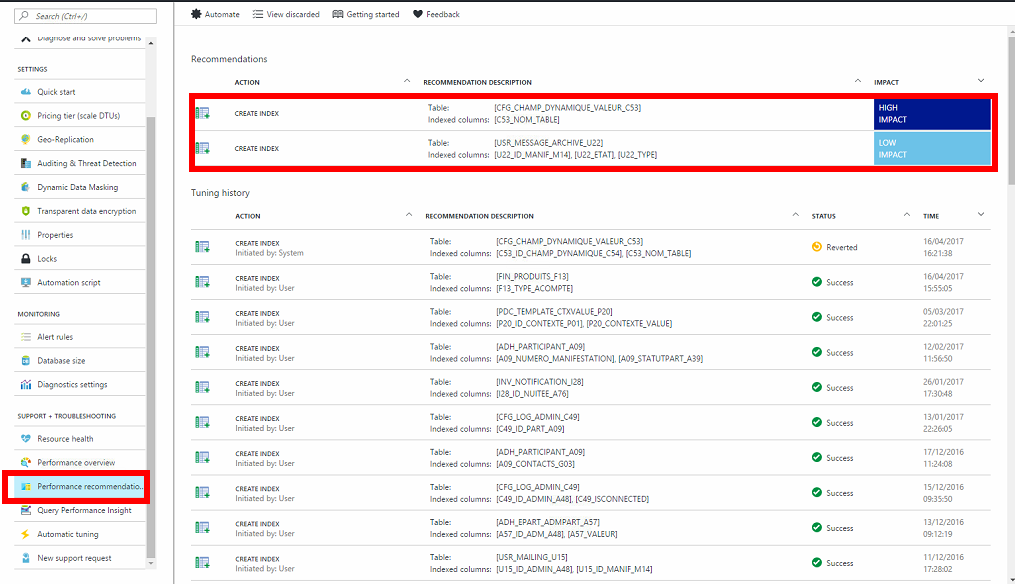 Search (Ctrl+/)
Automate View discarded Getting started Feedback
Diagnose and solve problems
SETTINGS
Quick start
Pricing tier (scale DTUs)
Geo-Replication
Auditing & Threat Detection
Dynamic Data Masking
Transparent data encryption
Properties
Locks
Automation script
MONITORING
Alert rules
Database size
Diagnostics settings
SUPPORT + TROUBLESHOOTING
Resource health
Performance overview
Performance recommendatio...
Query Performance Insight
Automatic tuning
New support request
Recommendations
ACTION RECOMMENDATION DESCRIPTION IMPACT
CREATE INDEX
Table: [CFG_CHAMP_DYNAMIQUE_VALEUR_C53]
Indexed columns: [C53_NOM_TABLE]
HIGH
IMPACT
CREATE INDEX
Table: [USR_MESSAGE_ARCHIVE_U22]
Indexed columns: [U22_ID_MANIF_M14], [U22_ETAT], [U22_TYPE]
LOW
IMPACT
Tuning history
ACTION RECOMMENDATION DESCRIPTION STATUS TIME
CREATE INDEX
Initiated by: System
Table: [CFG_CHAMP_DYNAMIQUE_VALEUR_C53]
Indexed columns: [C53_ID_CHAMP_DYNAMIQUE_C54], [C53_NOM_TABLE]
Reverted
16/04/2017
16:21:38
CREATE INDEX
Initiated by: User
Table: [FIN_PRODUITS_F13]
Indexed columns: [F13_TYPE_ACOMPTE]
Success
16/04/2017
15:55:05
CREATE INDEX
Initiated by: User
Table: [PDC_TEMPLATE_CTXVALUE_P20]
Indexed columns: [P20_ID_CONTEXTE_P01], [P20_CONTEXTE_VALUE]
Success
05/03/2017
22:01:25
CREATE INDEX
Initiated by: User
Table: [ADH_PARTICIPANT_A09]
Indexed columns: [A09_NUMERO_MANIFESTATION], [A09_STATUTPART_A39]
Success
12/02/2017
11:56:50
CREATE INDEX
Initiated by: User
Table: [INV_NOTIFICATION_I28]
Indexed columns: [I28_ID_NUITEE_A76]
Success
26/01/2017
17:30:48
CREATE INDEX
Initiated by: User
Table: [CFG_LOG_ADMIN_C49]
Indexed columns: [C49_ID_PART_A09]
Success
13/01/2017
22:26:05
CREATE INDEX
Initiated by: User
Table: [ADH_PARTICIPANT_A09]
Indexed columns: [A09_CONTACTS_G03]
Success
17/12/2016
11:24:08
CREATE INDEX
Initiated by: User
Table: [CFG_LOG_ADMIN_C49]
Indexed columns: [C49_ID_ADMIN_A48], [C49_ISCONNECTED]
Success
15/12/2016
09:35:50
CREATE INDEX
Initiated by: User
Table: [ADH_EPART_ADMPART_A57]
Indexed columns: [A57_ID_ADM_A48], [A57_VALEUR]
Success
13/12/2016
09:12:19
CREATE INDEX
Initiated by: User
Table: [USR_MAILING_U15]
Indexed columns: [U15_ID_ADMIN_A48], [U15_ID_MANIF_M14]
Success
11/12/2016
17:28:02